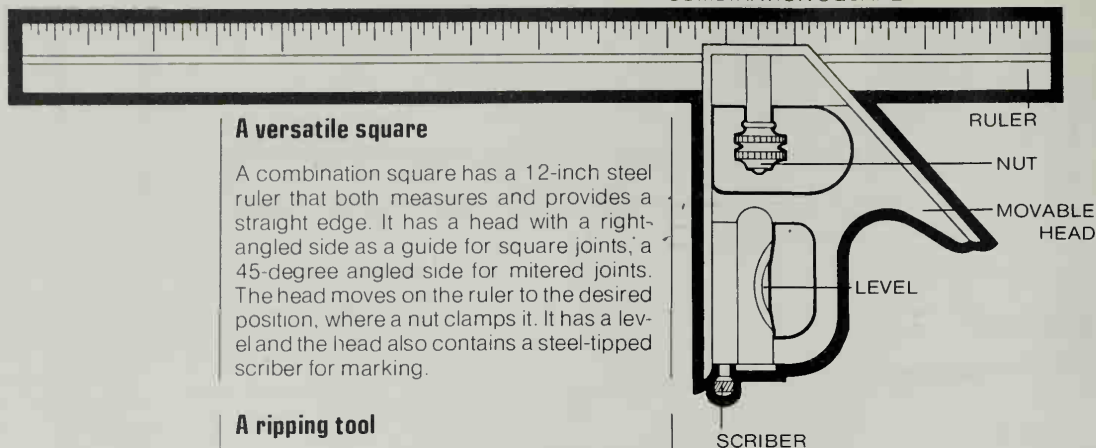 A versatile square
A combination square has a 12-inch steel
ruler that both measures and provides a
straight edge. It has a head with a right-
angled side as a guide for square joints, a
45-degree angled side for mitered joints.
The head moves on the ruler to the desired
position, where a nut clamps it. It has a lev-
el and the head also contains a steel-tipped
scriber for marking.
A ripping tool
RULER
NUT
MOVABLE
HEAD
LEVEL
SCRIBER